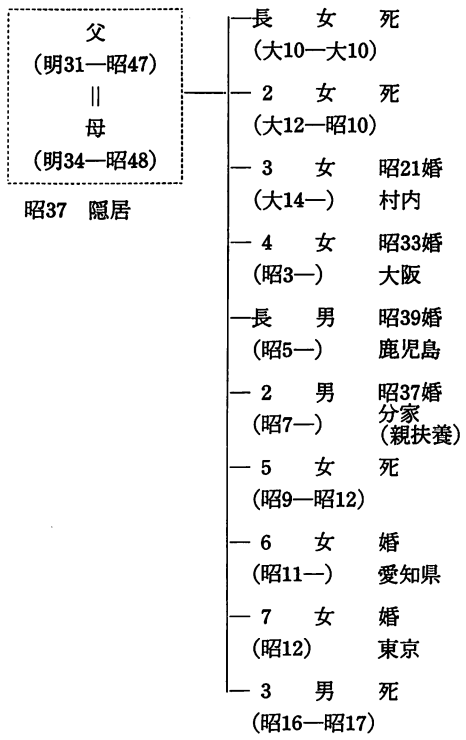 父
(明31—昭47)
||
母
(明34—昭48)
昭37 隠居
長 女 死
(大10—大10)
2 女 死
(大12—昭10)
3 女 昭21婚
(大14—) 村内
4 女 昭33婚
(昭3—) 大阪
長 男 昭39婚
(昭5—) 鹿児島
2 男 昭37婚
(昭7—) 分家
(親扶養)
5 女 死
(昭9—昭12)
6 女 婚
(昭11—) 愛知県
7 女 婚
(昭12) 東京
3 男 死
(昭16—昭17)